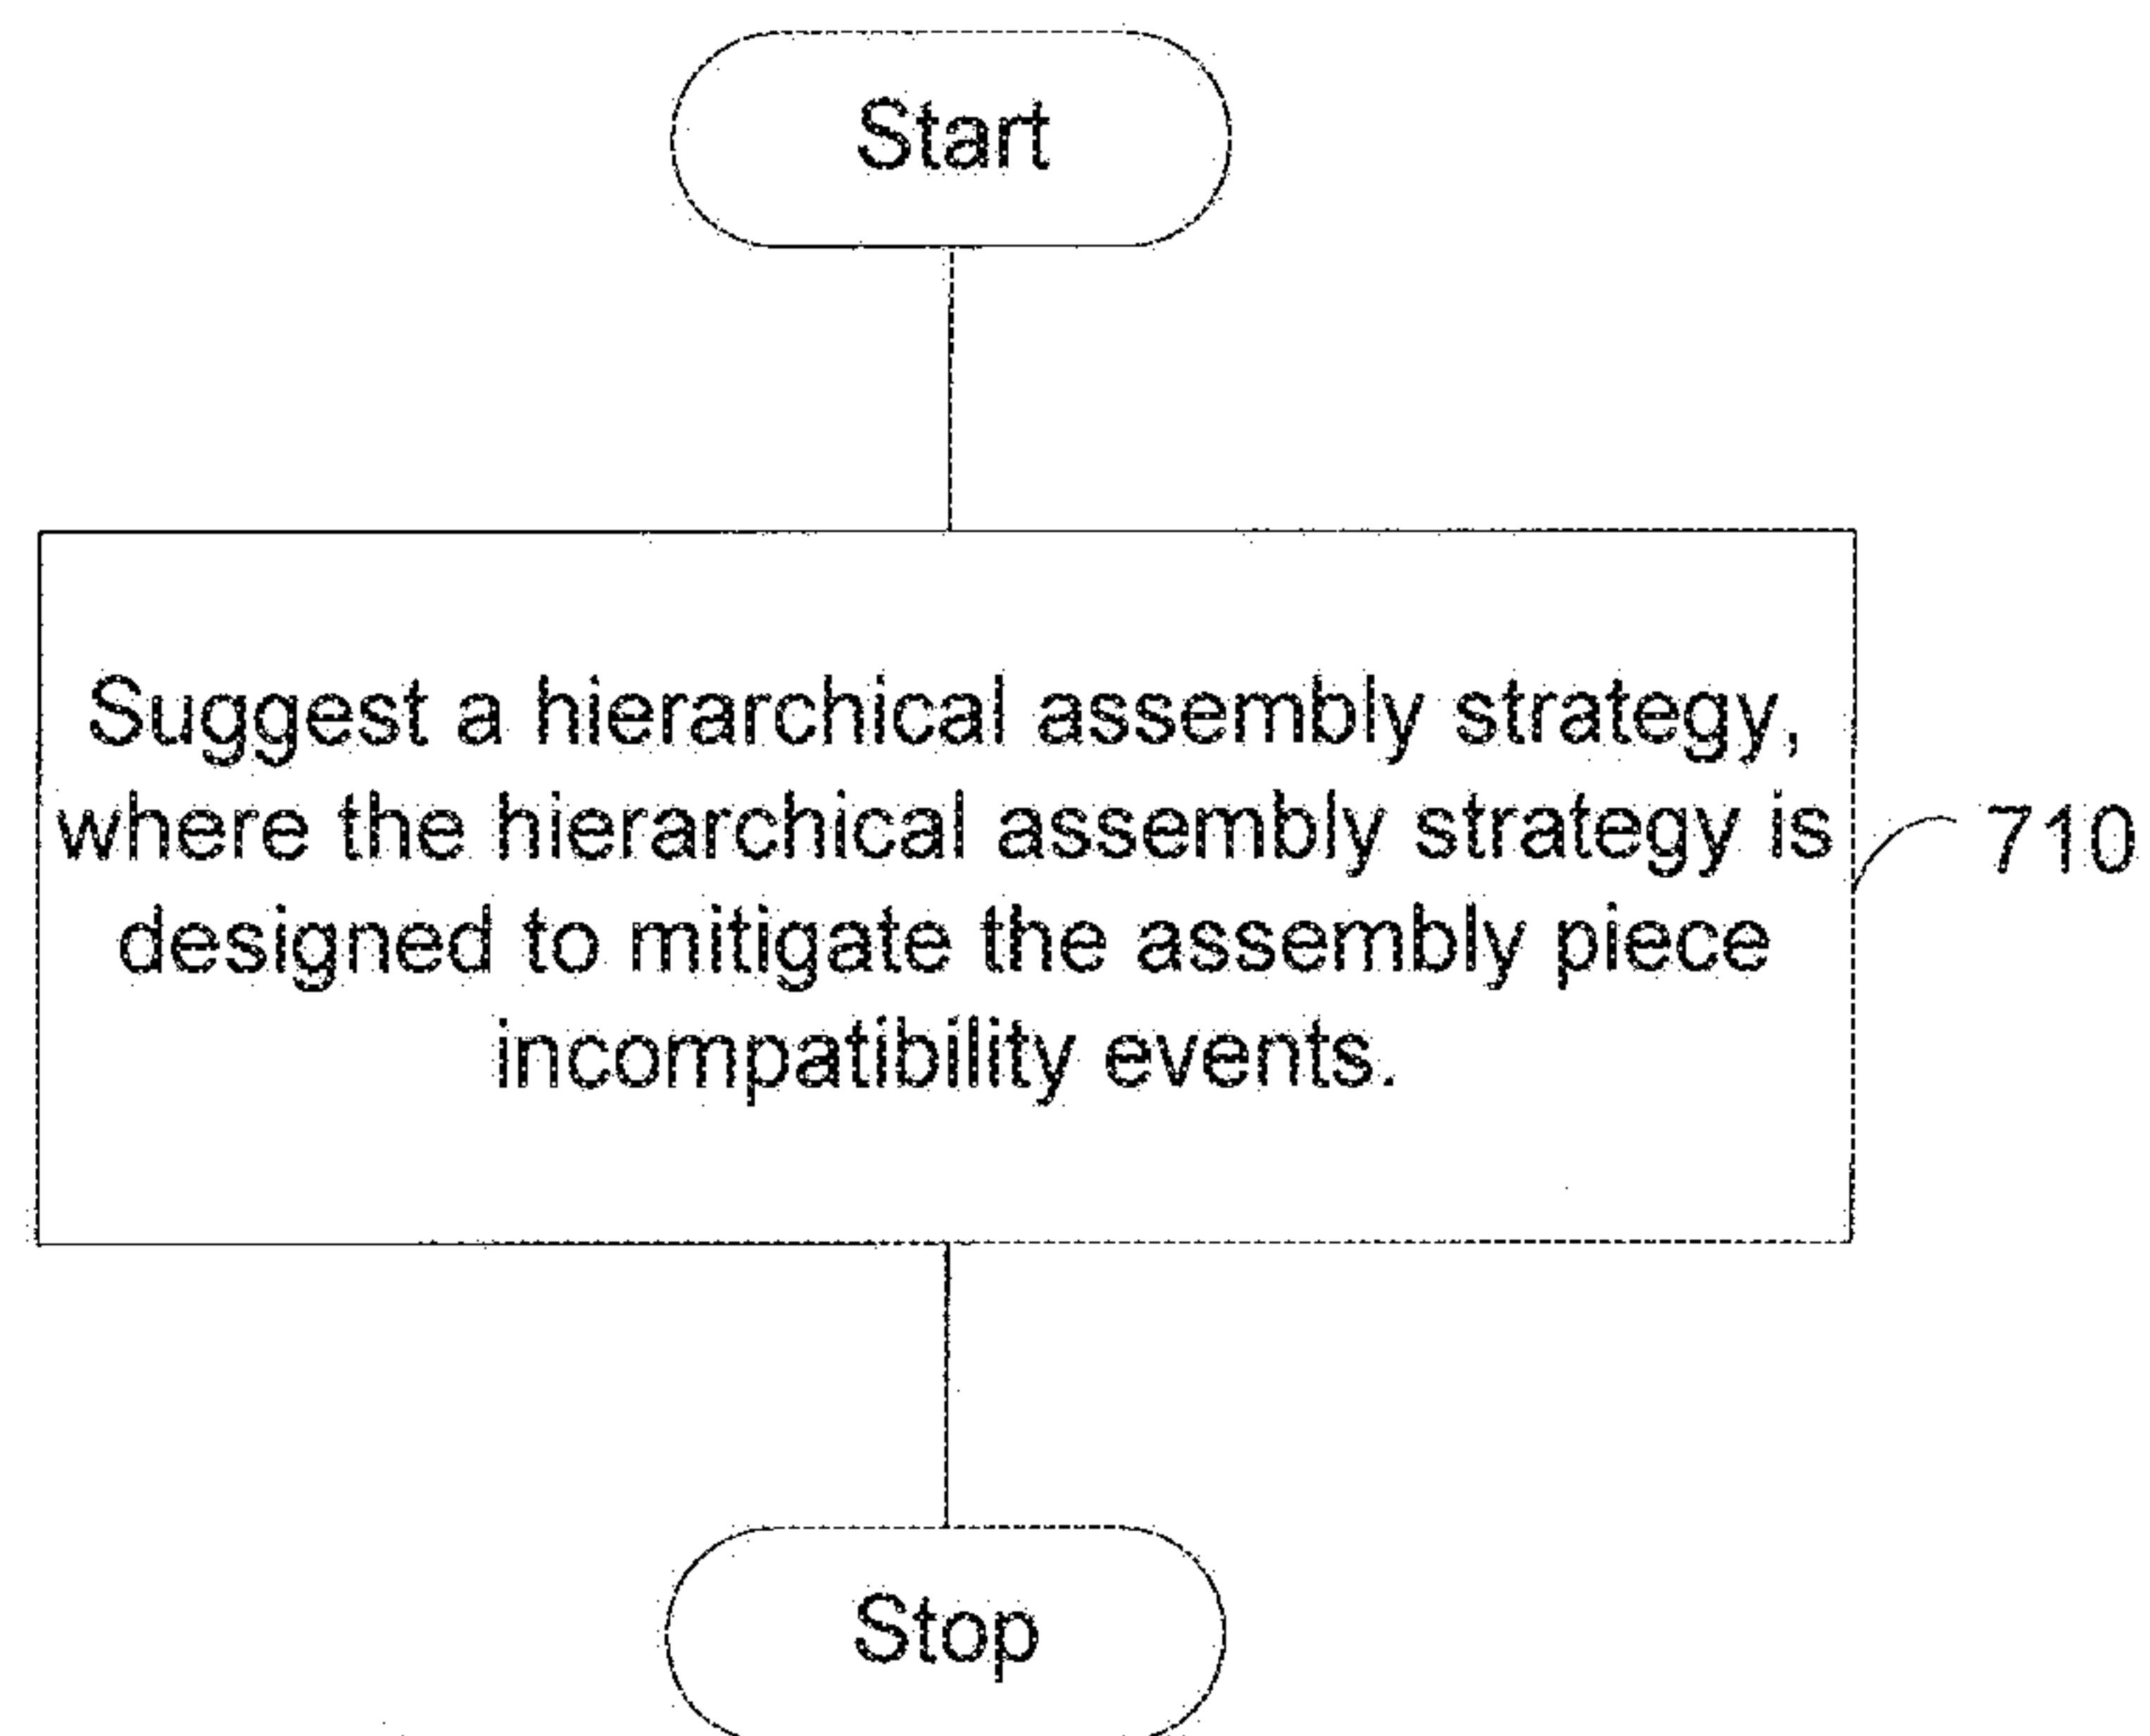 Start
Suggest a hierarchical assembly strategy,
where the hierarchical assembly strategy is
designed to mitigate the assembly piece
incompatibility events.
710
Stop